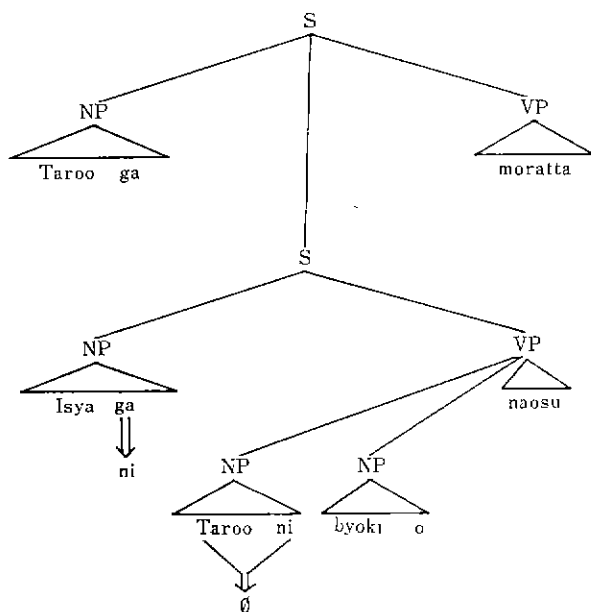 S
NP VP
Taroo ga moratta
S
NP VP
Isya ga naosu
ni
NP NP
Taroo ni byoki o
Ø